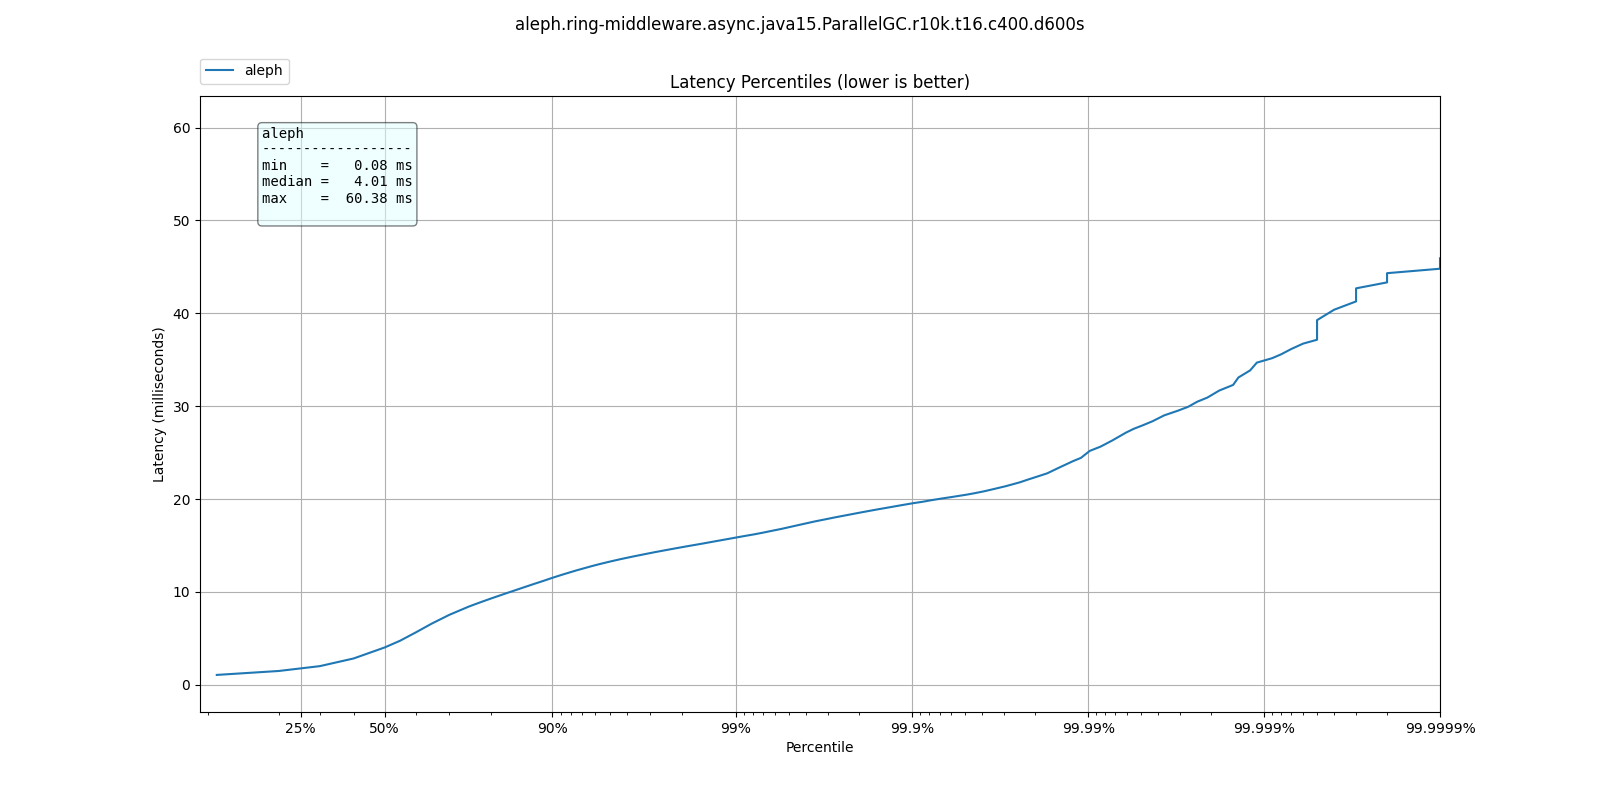 aleph.ring-middleware.async.java15.ParallelGC.r10k.t16.c400.d600s
aleph
Latency Percentiles (lower is better)
aleph
------------------
min    =   0.08 ms
median =   4.01 ms
max    =  60.38 ms
60
50
40
30
20
10
0
Latency (milliseconds)
25% 50% 90% 99% 99.9% 99.99% 99.999% 99.9999%
Percentile